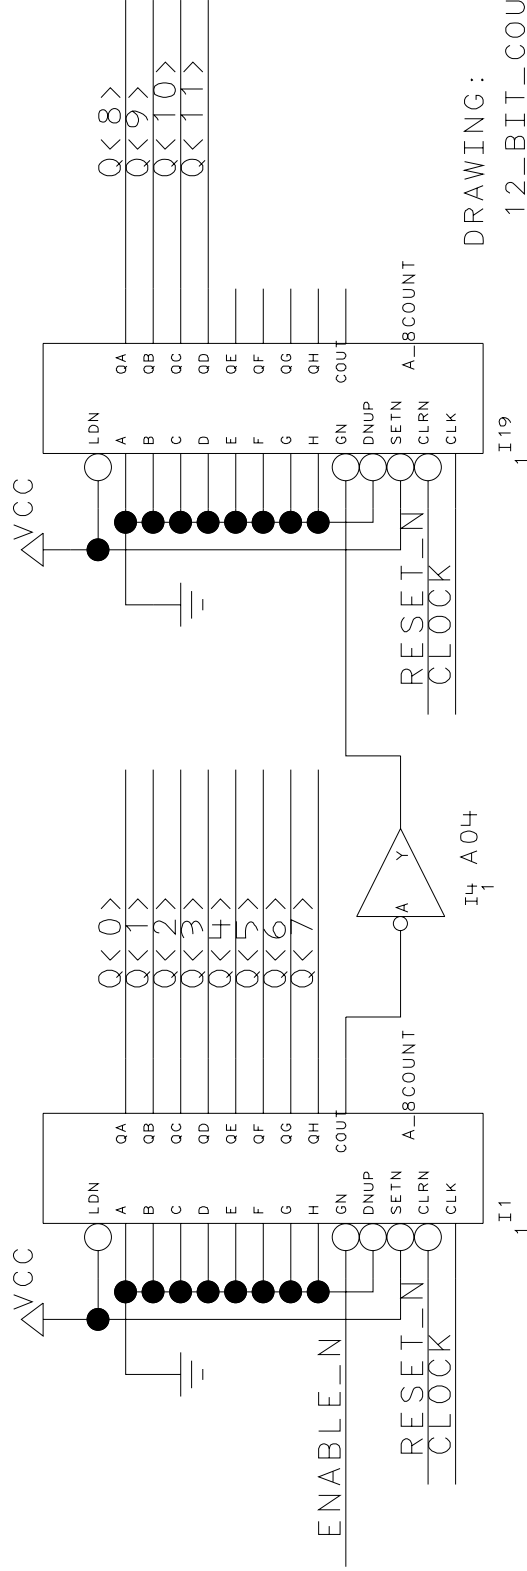 VCC
LDN
A
B
C
D
E
F
G
H
GN
DNUP
SETN
CLRN
CLK
QA
QB
QC
QD
QE
QF
QG
QH
COUT
A_8COUNT
I1
1
ENABLE_N
RESET_N
CLOCK
Q<0>
Q<1>
Q<2>
Q<3>
Q<4>
Q<5>
Q<6>
Q<7>
A
Y
I4
A04
1
VCC
LDN
A
B
C
D
E
F
G
H
GN
DNUP
SETN
CLRN
CLK
QA
QB
QC
QD
QE
QF
QG
QH
COUT
A_8COUNT
I19
1
RESET_N
CLOCK
Q<8>
Q<9>
Q<10>
Q<11>
DRAWING:
12_BIT_COU